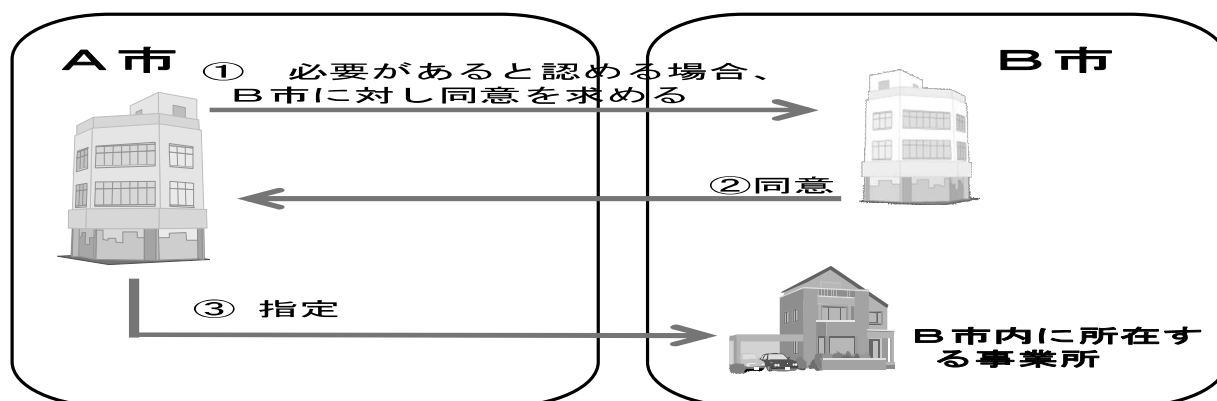 A市
① 必要があると認める場合、
B市に対し同意を求める
B市
②同意
③ 指定
B市内に所在す
る事業所